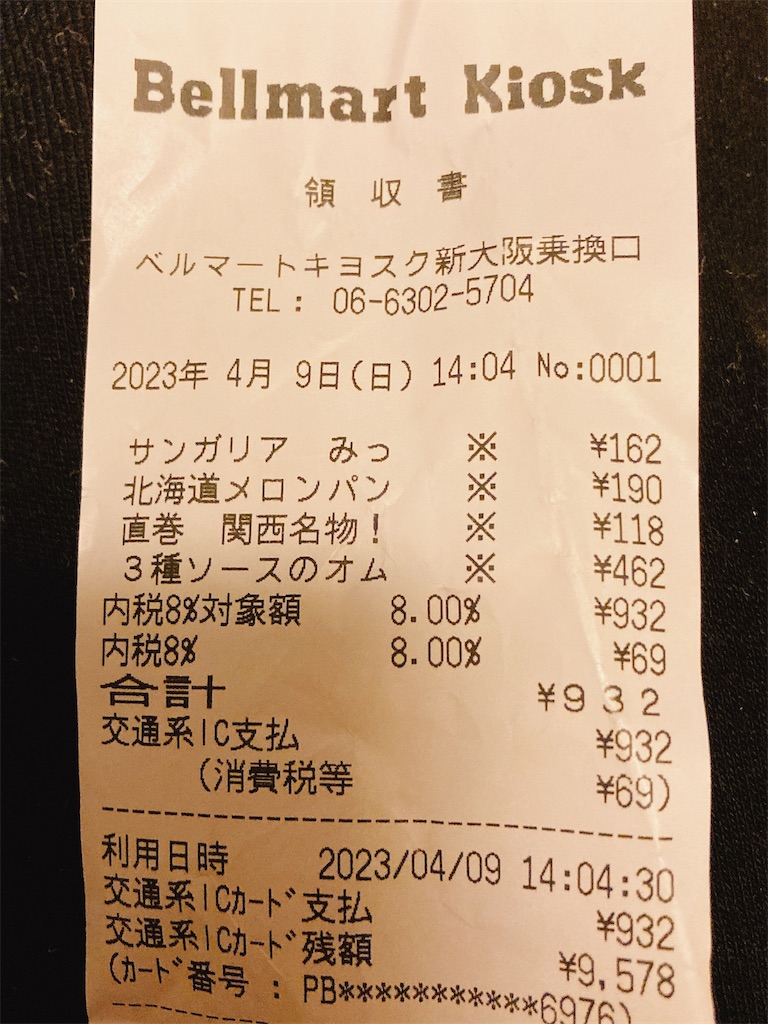 Bellmart Kiosk
領収書
ベルマートキヨスク新大阪乗換口
TEL: 06-6302-5704
2023年 4月 9日(日) 14:04 No:0001
サンガリア みっ ※ ¥162
北海道メロンパン ※ ¥190
直巻 関西名物! ※ ¥118
3種ソースのオム ※ ¥462
内税8%対象額 8.00% ¥932
内税8% 8.00% ¥69
合計 ¥932
交通系IC支払 ¥932
(消費税等 ¥69)
利用日時 2023/04/09 14:04:30
交通系ICカード支払 ¥932
交通系ICカード残額 ¥9,578
(カード番号 : PB***********6976)